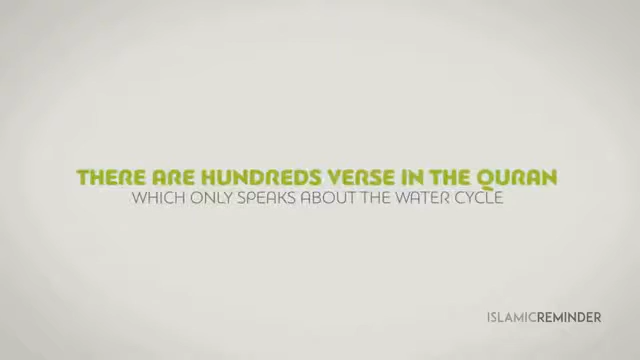 THERE ARE HUNDREDS VERSE IN THE QURAN
WHICH ONLY SPEAKS ABOUT THE WATER CYCLE
ISLAMICREMINDER